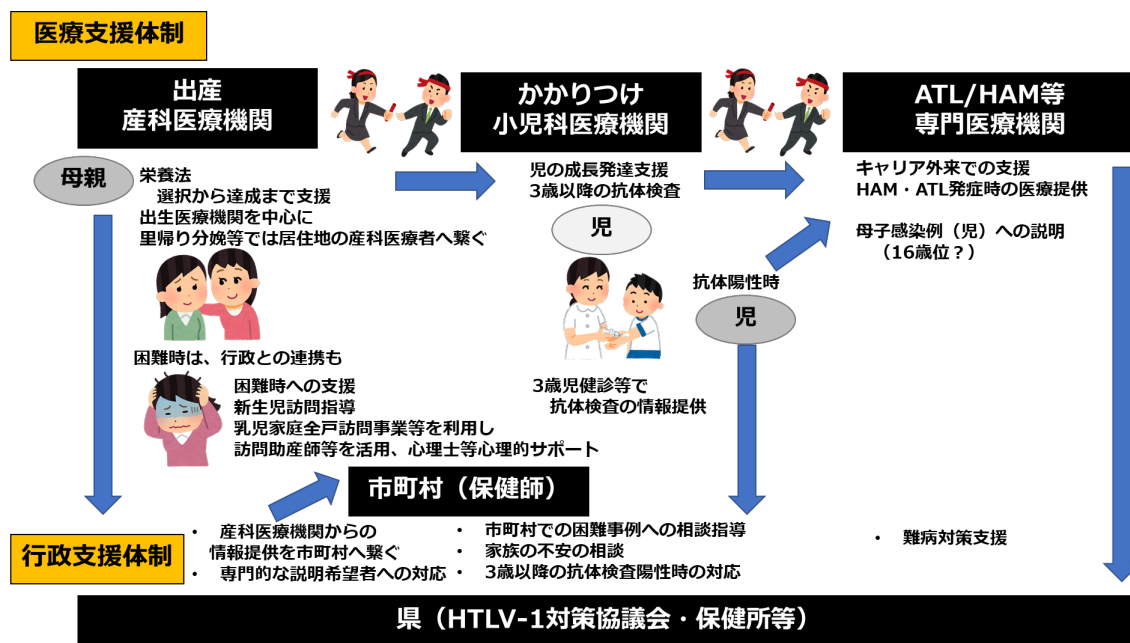 医療支援体制
出産
産科医療機関
かかりつけ
小児科医療機関
ATL/HAM等
専門医療機関
母親
栄養法
選択から達成まで支援
出生医療機関を中心に
里帰り分娩等では居住地の産科医療者へ繋ぐ
児の成長発達支援
3歳以降の抗体検査
児
キャリア外来での支援
HAM・ATL発症時の医療提供
母子感染例（児）への説明
（16歳位？）
抗体陽性時
児
困難時は、行政との連携も
困難時への支援
新生児訪問指導
乳児家庭全戸訪問事業等を利用し
訪問助産師等を活用、心理士等心理的サポート
3歳児健診等で
抗体検査の情報提供
市町村（保健師）
行政支援体制
・ 産科医療機関からの
情報提供を市町村へ繋ぐ
・ 専門的な説明希望者への対応
・ 市町村での困難事例への相談指導
・ 家族の不安の相談
・ 3歳以降の抗体検査陽性時の対応
・ 難病対策支援
県（HTLV-1対策協議会・保健所等）